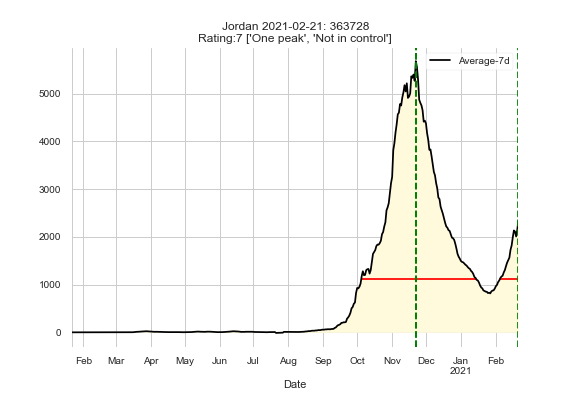 Jordan 2021-02-21: 363728
Rating:7 ['One peak', 'Not in control']
Average-7d
5000
4000
3000
2000
1000
0
Feb Mar Apr May Jun Jul Aug Sep Oct Nov Dec Jan Feb
2021
Date